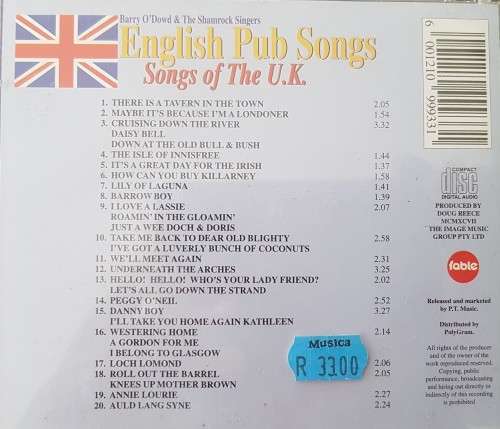 Barry O'Dowd & The Shamrock Singers
English Pub Songs
Songs of The U.K.
1. THERE IS A TAVERN IN THE TOWN 2.05
2. MAYBE IT'S BECAUSE I'M A LONDONER 1.54
3. CRUISING DOWN THE RIVER 3.32
DAISY BELL
DOWN AT THE OLD BULL & BUSH
4. THE ISLE OF INNISFREE 1.44
5. IT'S A GREAT DAY FOR THE IRISH 1.37
6. HOW CAN YOU BUY KILLARNEY 1.58
7. LILY OF LAGUNA 1.41
8. BARROW BOY 1.39
9. I LOVE A LASSIE 2.07
ROAMIN' IN THE GLOAMIN'
JUST A WEE DOCH & DORIS
10. TAKE ME BACK TO DEAR OLD BLIGHTY 2.58
I'VE GOT A LUVERLY BUNCH OF COCONUTS
11. WE'LL MEET AGAIN 2.31
12. UNDERNEATH THE ARCHES 3.25
13. HELLO! HELLO! WHO'S YOUR LADY FRIEND? 2.02
LET'S ALL GO DOWN THE STRAND
14. PEGGY O'NEIL 2.52
15. DANNY BOY 3.27
I'LL TAKE YOU HOME AGAIN KATHLEEN
16. WESTERING HOME 2.14
A GORDON FOR ME
I BELONG TO GLASGOW
17. LOCH LOMOND 2.06
18. ROLL OUT THE BARREL 2.05
KNEES UP MOTHER BROWN
19. ANNIE LOURIE 2.27
20. AULD LANG SYNE 2.24
Musica
R 33.00
6 001210 999331
COMPACT
disc
DIGITAL AUDIO
PRODUCED BY
DOUG REECE
MCMXCVII
THE IMAGE MUSIC
GROUP PTY LTD
fable
Released and marketed
by P.T. Music.
Distributed by
PolyGram.
All rights of the producer
and of the owner of the
work reproduced reserved.
Copying, public
performance, broadcasting
and hiring out directly or
indirectly of this recording
is prohibited